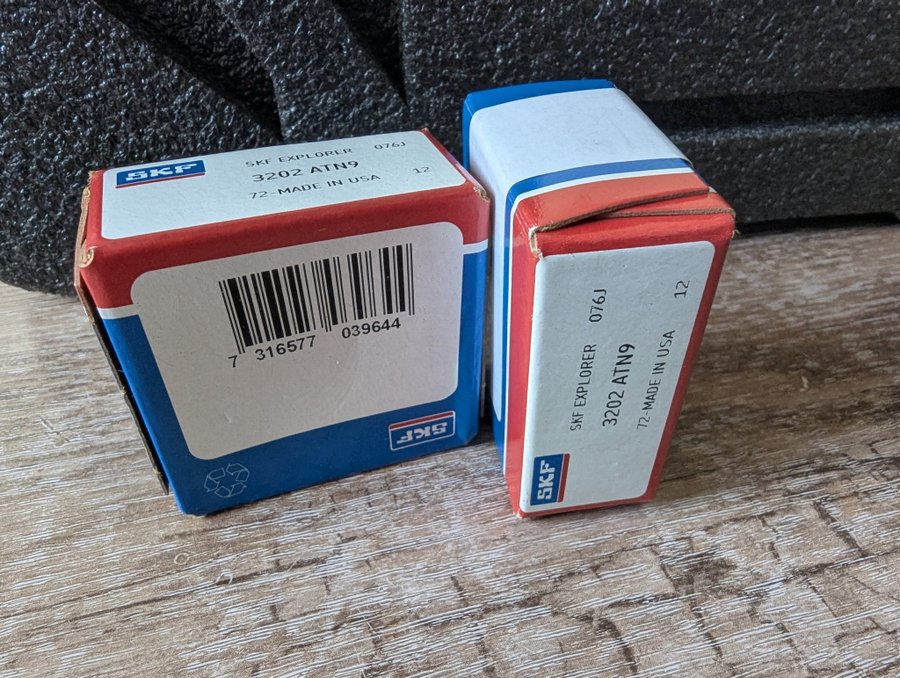 SKF
SKF EXPLORER 076J
3202 ATN9
72-MADE IN USA 12
7 316577 039644
SKF
SKF
SKF EXPLORER 076J
3202 ATN9
72-MADE IN USA 12